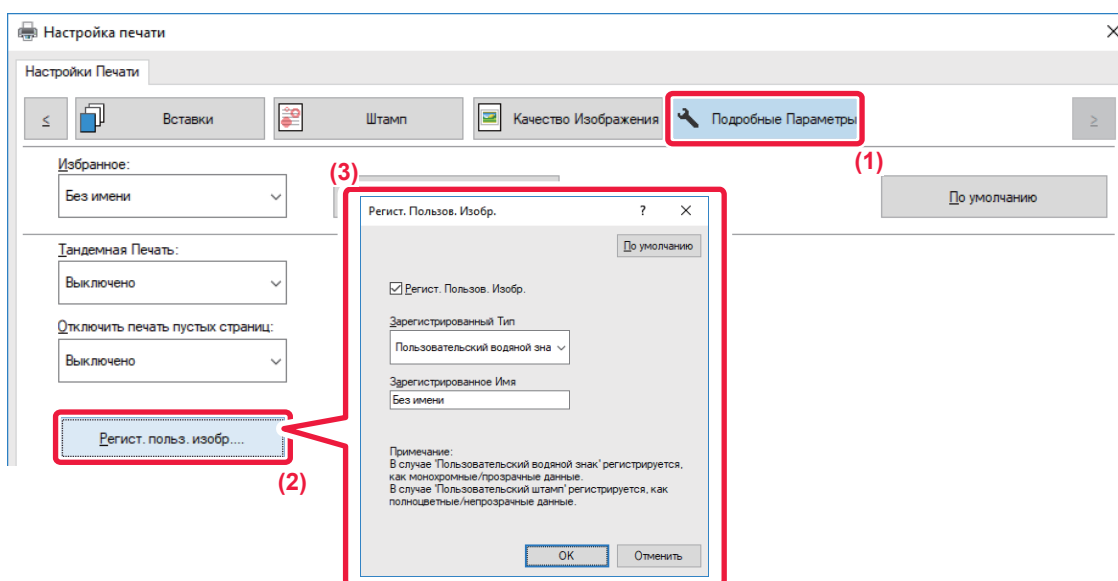 Настройка печати
Настройки Печати
<
Вставки
Штамп
Качество Изображения
Подробные Параметры
>
(1)
Избранное:
Без имени
По умолчанию
Тандемная Печать:
Выключено
Отключить печать пустых страниц:
Выключено
Регист. польз. изобр....
(2)
(3)
Регист. Пользов. Изобр.
?
По умолчанию
Регист. Пользов. Изобр.
Зарегистрированный Тип
Пользовательский водяной зна
Зарегистрированное Имя
Без имени
Примечание:
В случае 'Пользовательский водяной знак' регистрируется,
как монохромные/прозрачные данные.
В случае 'Пользовательский штамп' регистрируется, как
полноцветные/непрозрачные данные.
OK
Отменить